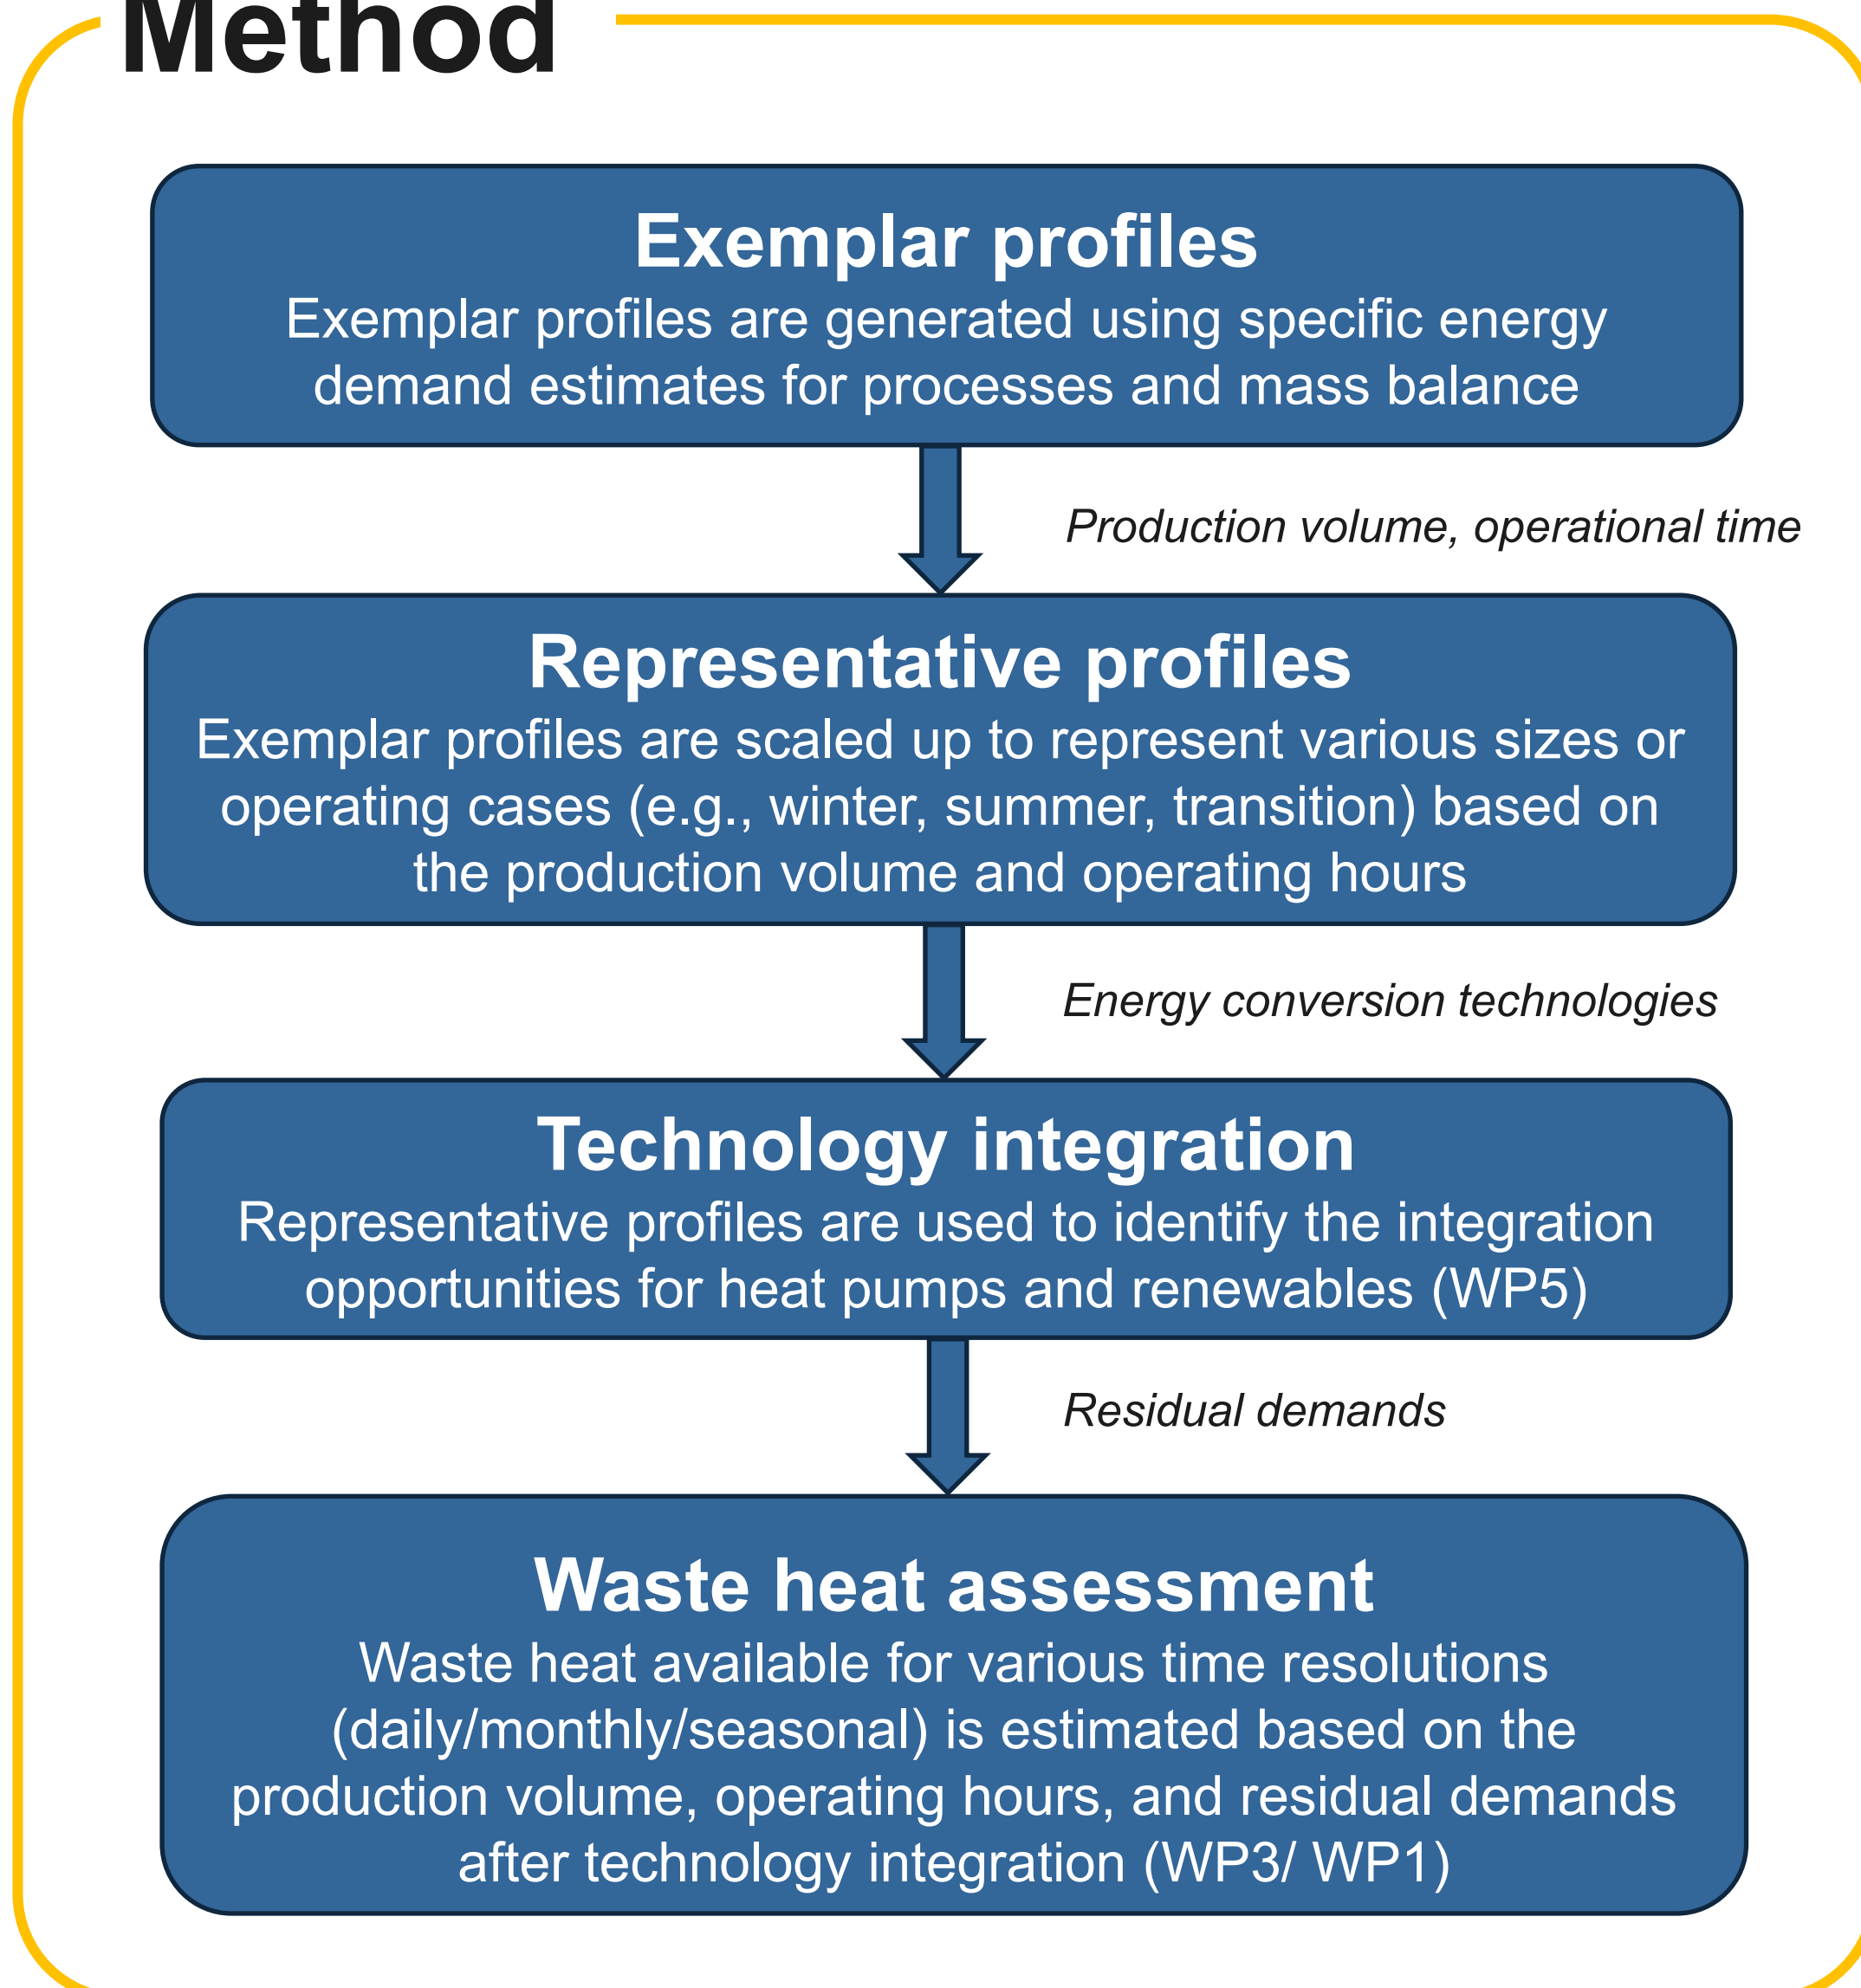 Method
Exemplar profiles
Exemplar profiles are generated using specific energy
demand estimates for processes and mass balance
Production volume, operational time
Representative profiles
Exemplar profiles are scaled up to represent various sizes or
operating cases (e.g., winter, summer, transition) based on
the production volume and operating hours
Energy conversion technologies
Technology integration
Representative profiles are used to identify the integration
opportunities for heat pumps and renewables (WP5)
Residual demands
Waste heat assessment
Waste heat available for various time resolutions
(daily/monthly/seasonal) is estimated based on the
production volume, operating hours, and residual demands
after technology integration (WP3/ WP1)